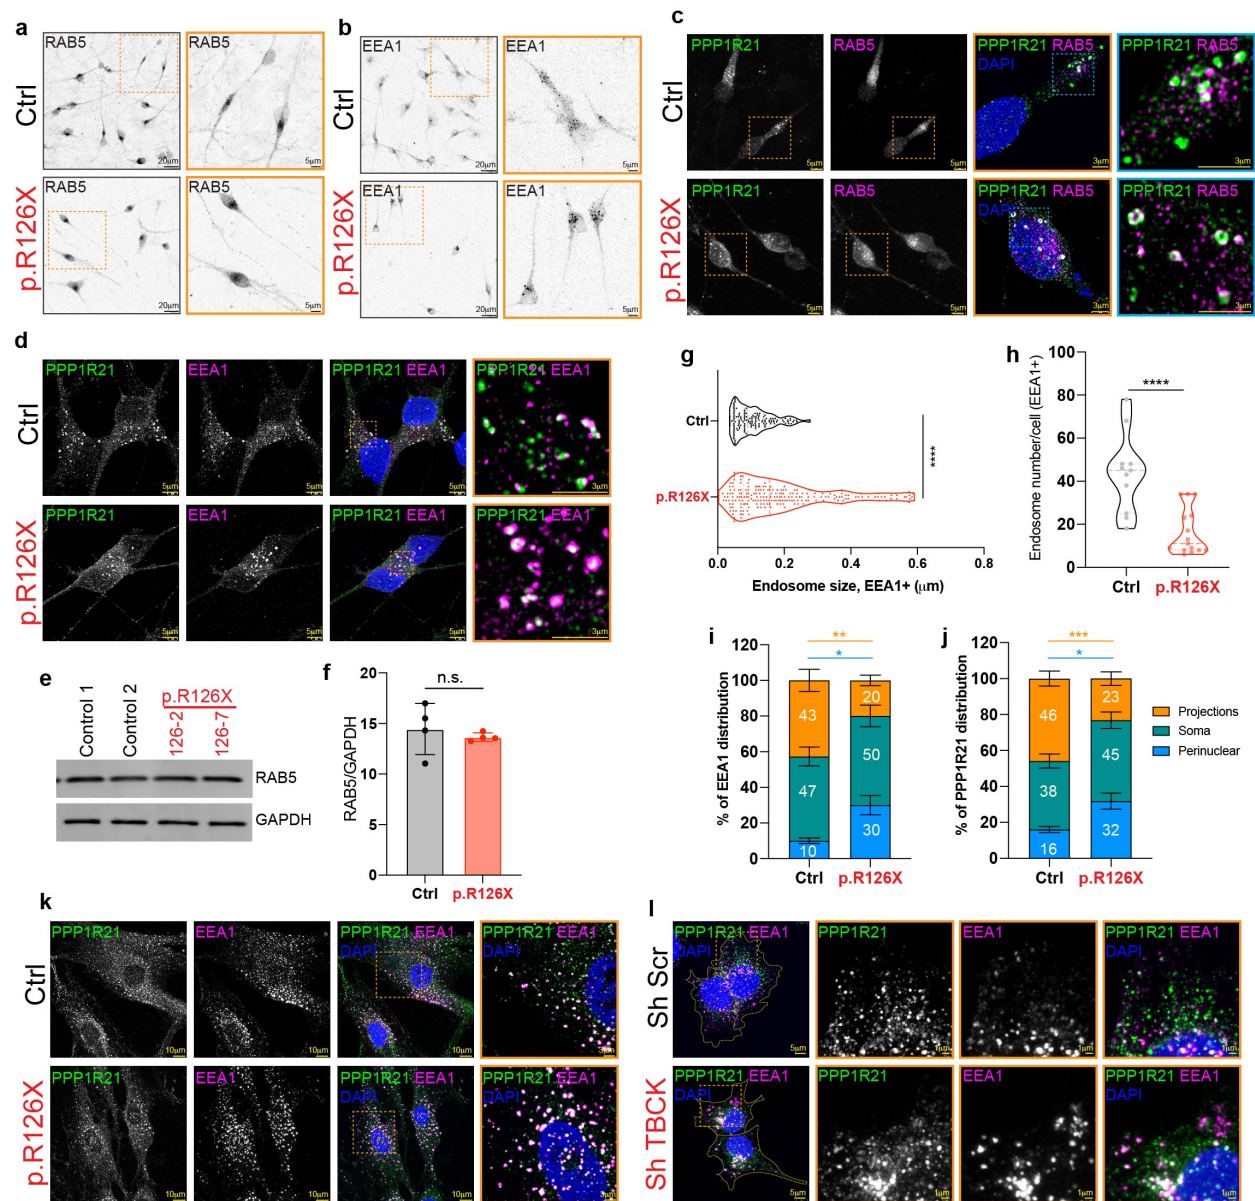 a
Ctrl
RAB5
20μm
RAB5
5μm
p.R126X
RAB5
20μm
RAB5
5μm
b
Ctrl
EEA1
20μm
EEA1
5μm
p.R126X
EEA1
20μm
EEA1
5μm
c
Ctrl
PPP1R21
5μm
RAB5
5μm
PPP1R21 RAB5
DAPI
3μm
PPP1R21 RAB5
3μm
p.R126X
PPP1R21
5μm
RAB5
5μm
PPP1R21 RAB5
DAPI
3μm
PPP1R21 RAB5
3μm
d
Ctrl
PPP1R21
5μm
EEA1
5μm
PPP1R21 EEA1
5μm
PPP1R21 EEA1
3μm
p.R126X
PPP1R21
5μm
EEA1
5μm
PPP1R21 EEA1
5μm
PPP1R21 EEA1
3μm
g
Ctrl
p.R126X
****
0.0 0.2 0.4 0.6 0.8
Endosome size, EEA1+ (μm)
h
Endosome number/cell (EEA1+)
100
80
60
40
20
0
****
Ctrl p.R126X
e
Control 1
Control 2
p.R126X
126-2
126-7
RAB5
GAPDH
f
RAB5/GAPDH
20
15
10
5
0
n.s.
Ctrl p.R126X
i
% of EEA1 distribution
120
100
80
60
40
20
0
**
*
43
47
10
20
50
30
Ctrl p.R126X
j
% of PPP1R21 distribution
120
100
80
60
40
20
0
***
*
46
38
16
23
45
32
Ctrl p.R126X
Projections
Soma
Perinuclear
k
Ctrl
PPP1R21
10μm
EEA1
10μm
PPP1R21 EEA1
DAPI
10μm
PPP1R21 EEA1
3μm
p.R126X
PPP1R21
10μm
EEA1
10μm
PPP1R21 EEA1
DAPI
10μm
PPP1R21 EEA1
3μm
l
Sh Scr
PPP1R21 EEA1
DAPI
5μm
PPP1R21
1μm
EEA1
1μm
PPP1R21 EEA1
DAPI
1μm
Sh TBCK
PPP1R21 EEA1
DAPI
5μm
PPP1R21
1μm
EEA1
1μm
PPP1R21 EEA1
DAPI
1μm